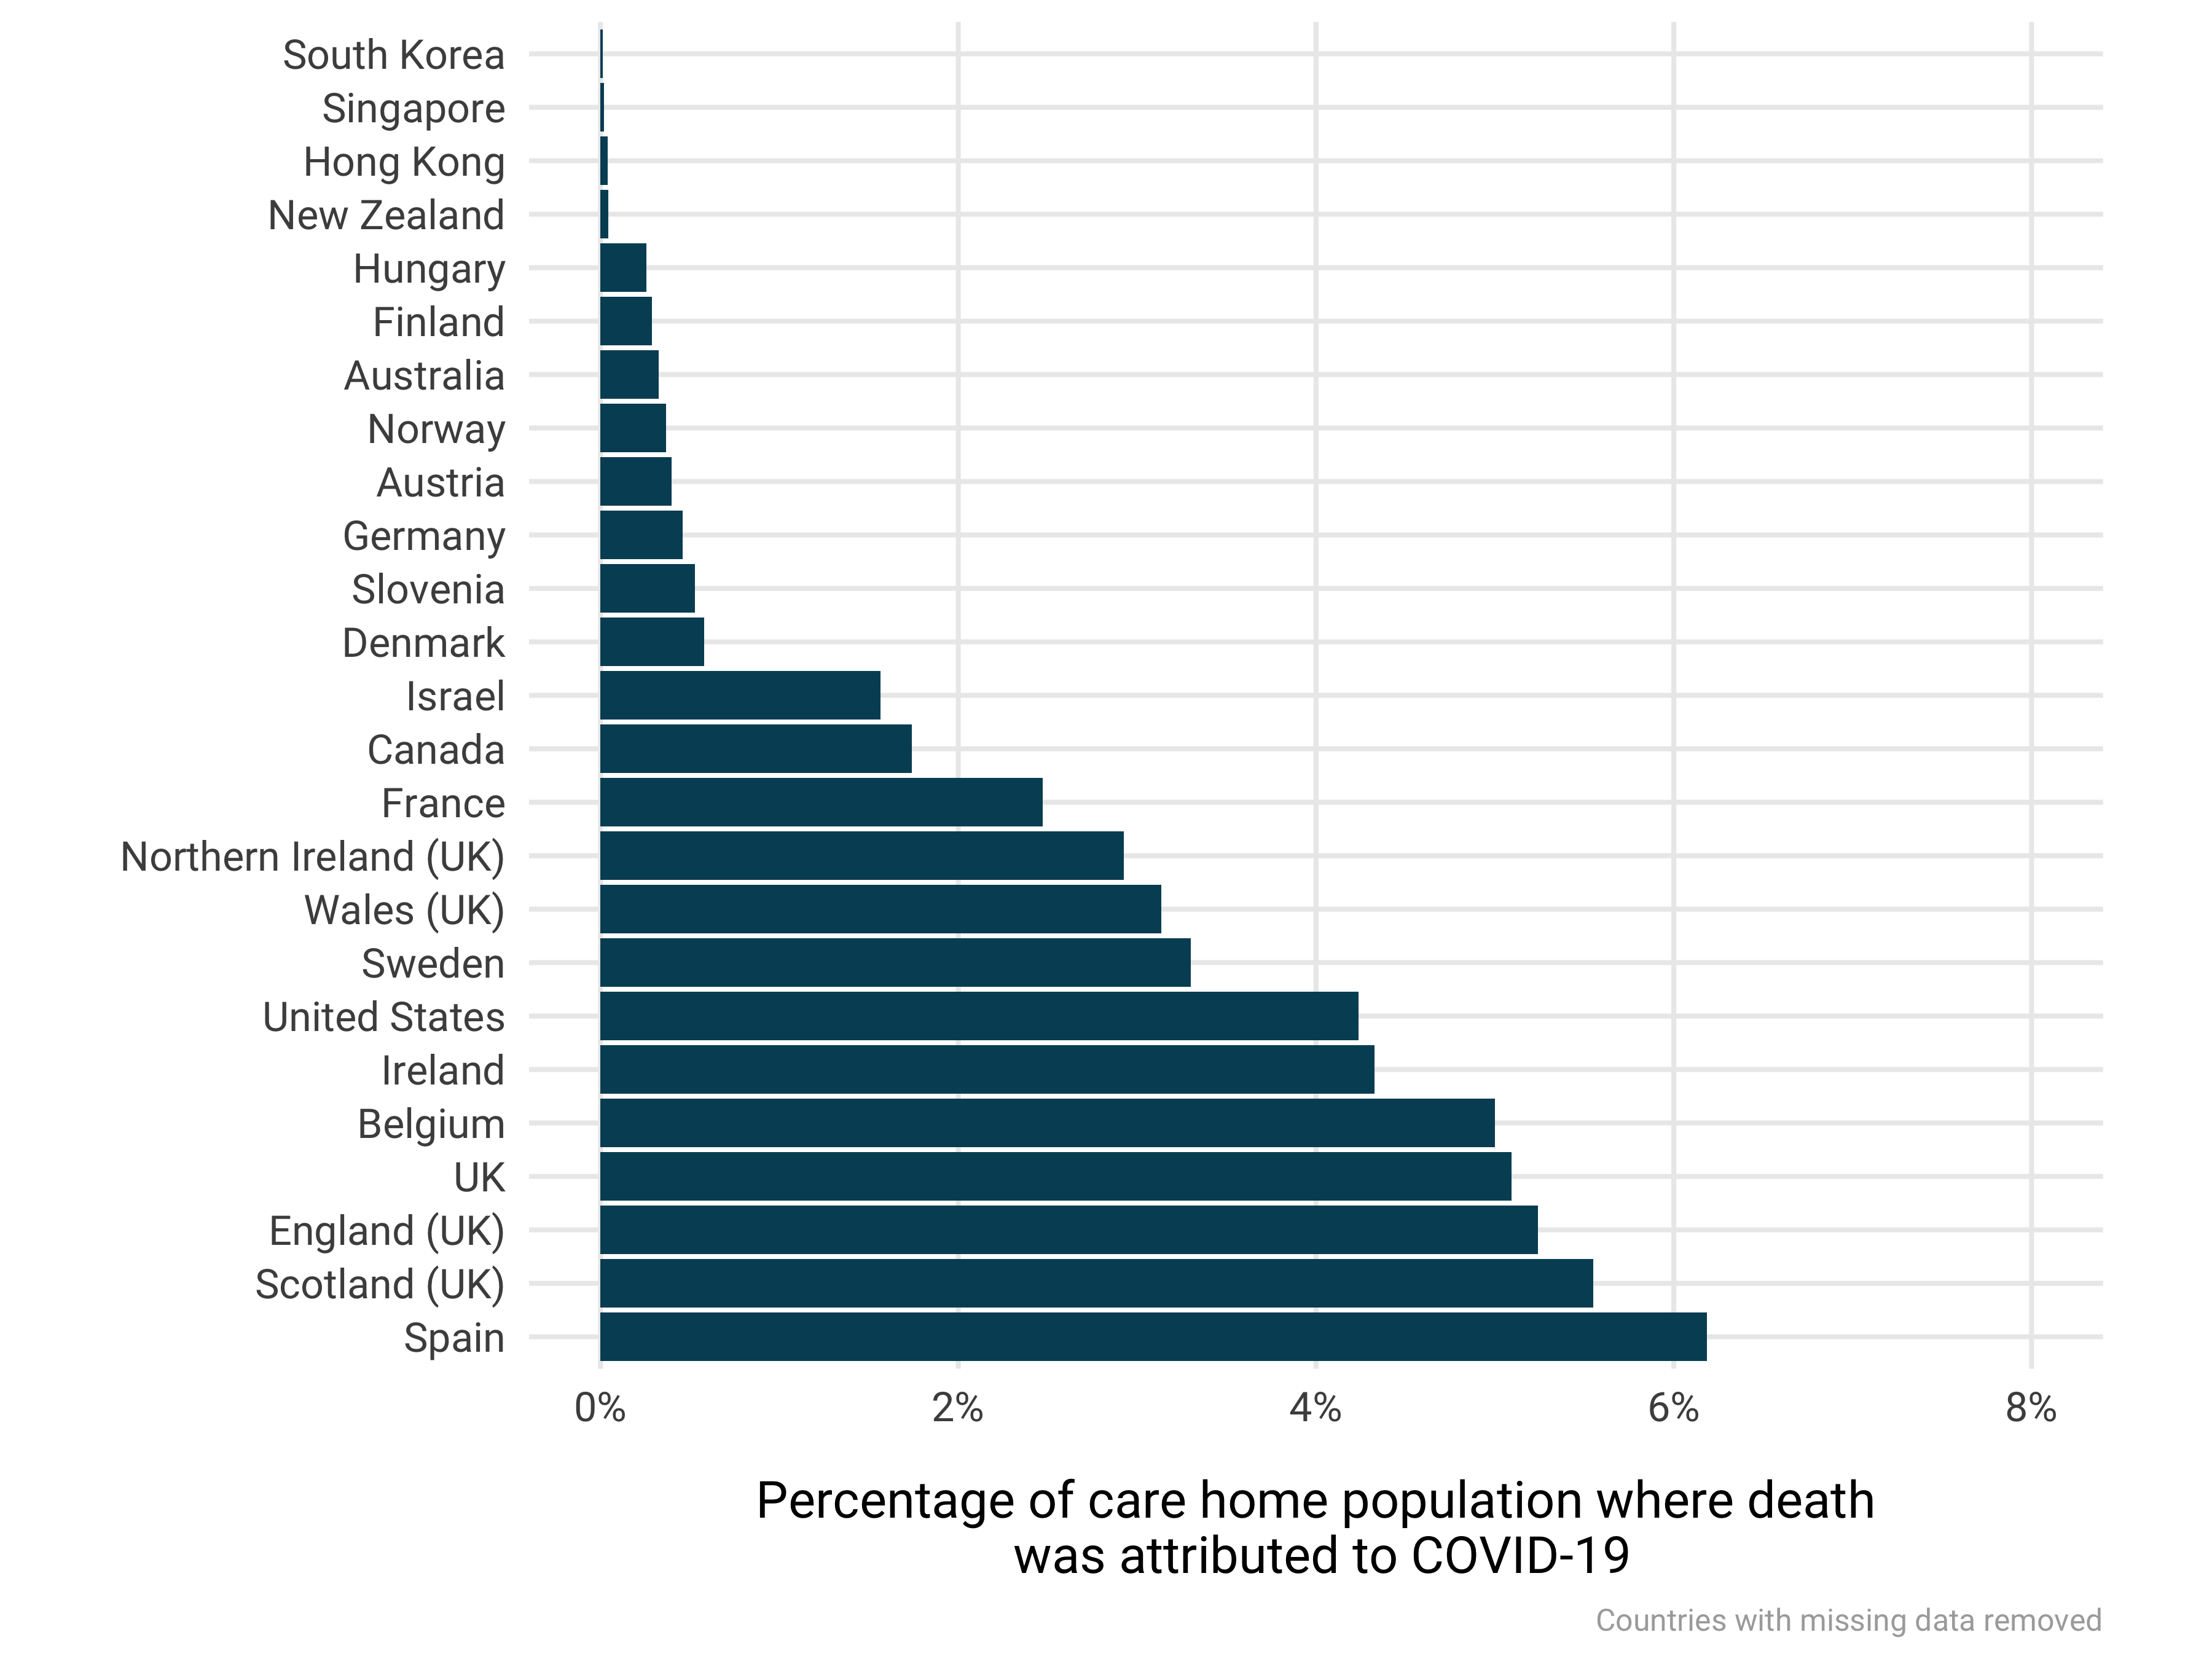 South Korea
Singapore
Hong Kong
New Zealand
Hungary
Finland
Australia
Norway
Austria
Germany
Slovenia
Denmark
Israel
Canada
France
Northern Ireland (UK)
Wales (UK)
Sweden
United States
Ireland
Belgium
UK
England (UK)
Scotland (UK)
Spain
0% 2% 4% 6% 8%
Percentage of care home population where death
was attributed to COVID-19
Countries with missing data removed